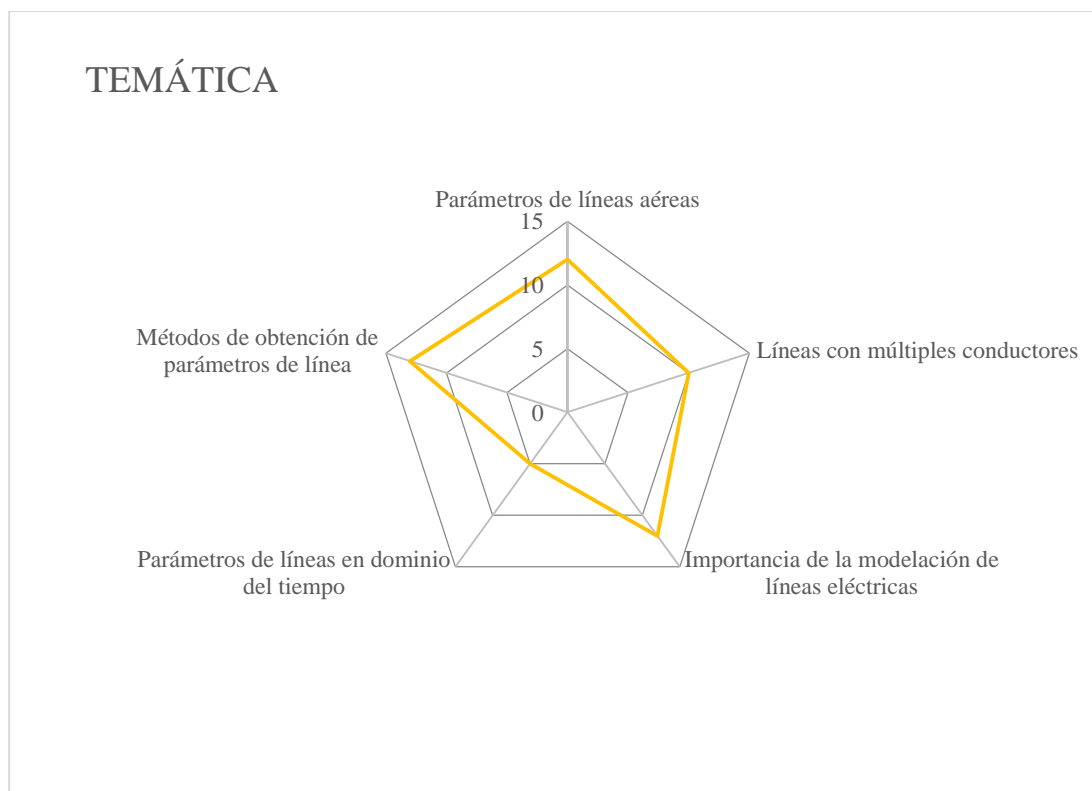 TEMÁTICA
Parámetros de líneas aéreas
15
10
5
0
Líneas con múltiples conductores
Importancia de la modelación de
líneas eléctricas
Parámetros de líneas en dominio
del tiempo
Métodos de obtención de
parámetros de línea